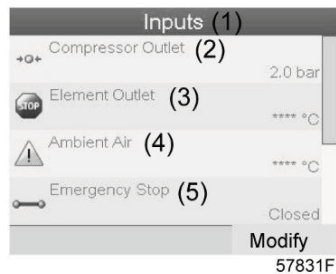 Inputs (1)
Compressor Outlet (2)
2.0 bar
STOP
Element Outlet (3)
**** °C
Ambient Air (4)
**** °C
Emergency Stop (5)
Closed
Modify
57831F